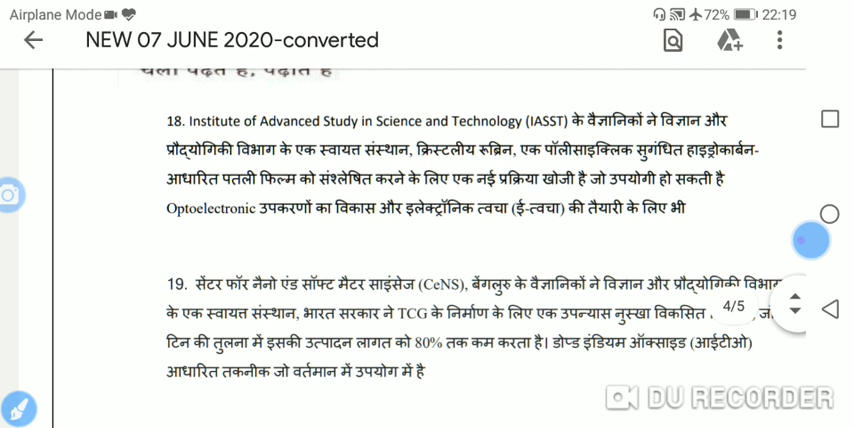 Airplane Mode 72% 22:19
NEW 07 JUNE 2020-converted
18. Institute of Advanced Study in Science and Technology (IASST) के वैज्ञानिकों ने विज्ञान और
प्रौद्योगिकी विभाग के एक स्वायत्त संस्थान, क्रिस्टलीय रूब्रिन, एक पॉलीसाइक्लिक सुगंधित हाइड्रोकार्बन-
आधारित पतली फिल्म को संश्लेषित करने के लिए एक नई प्रक्रिया खोजी है जो उपयोगी हो सकती है
Optoelectronic उपकरणों का विकास और इलेक्ट्रॉनिक त्वचा (ई-त्वचा) की तैयारी के लिए भी
19. सेंटर फॉर नैनो एंड सॉफ्ट मैटर साइंसेज (CeNS), बेंगलुरु के वैज्ञानिकों ने विज्ञान और प्रौद्योगिकी विभाग
के एक स्वायत्त संस्थान, भारत सरकार ने TCG के निर्माण के लिए एक उपन्यास नुस्खा विकसित 4/5
टिन की तुलना में इसकी उत्पादन लागत को 80% तक कम करता है। डोप्ड इंडियम ऑक्साइड (आईटीओ)
आधारित तकनीक जो वर्तमान में उपयोग में है
DU RECORDER